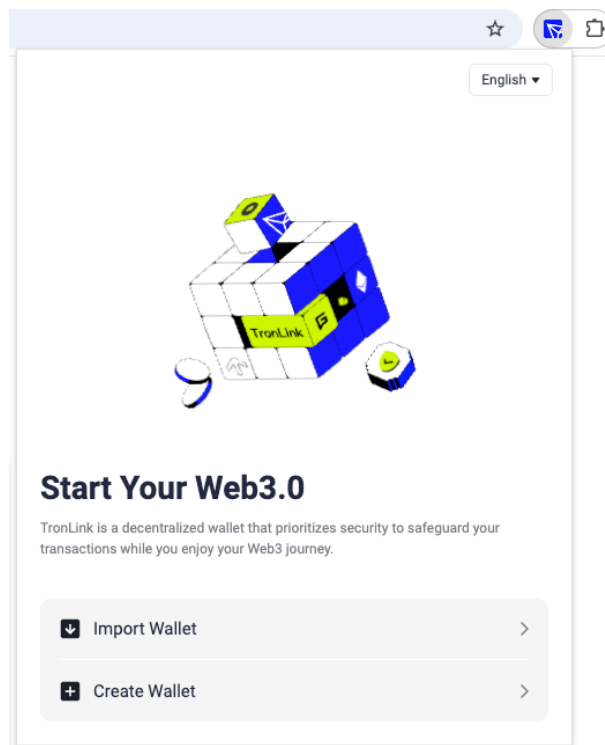 English
TronLink
Start Your Web3.0
TronLink is a decentralized wallet that prioritizes security to safeguard your
transactions while you enjoy your Web3 journey.
Import Wallet
Create Wallet